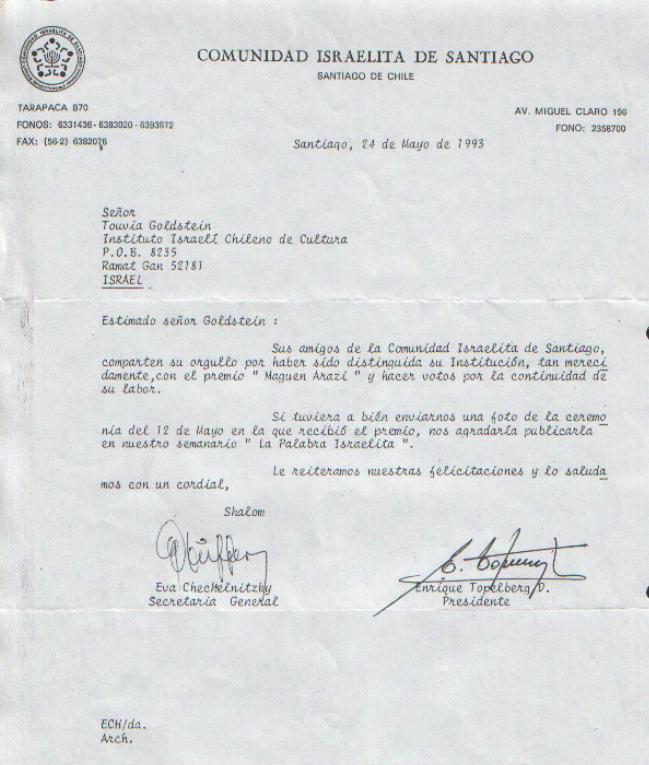 COMUNIDAD ISRAELITA DE SANTIAGO
SANTIAGO DE CHILE
TARAPACA 870
FONOS: 6331436 - 6383020 - 6393872
FAX: (56-2) 6382076
AV. MIGUEL CLARO 196
FONO: 2358700
Santiago, 24 de Mayo de 1993
Señor
Touvia Goldstein
Instituto Israelí Chileno de Cultura
P.O.B. 8235
Ramat Gan 52181
ISRAEL
Estimado señor Goldstein :
Sus amigos de la Comunidad Israelita de Santiago,
comparten su orgullo por haber sido distinguida su Institución, tan mereci
damente,con el premio " Maguen Arazi " y hacer votos por la continuidad de
su labor.
Si tuviera a bién enviarnos una foto de la ceremo
nia del 12 de Mayo en la que recibió el premio, nos agradaría publicarla
en nuestro semanario " La Palabra Israelita ".
Le reiteramos nuestras felicitaciones y lo saluda
mos con un cordial,
Shalom
Eva Chechelnitzky
Secretaria General
Enrique Topelberg D.
Presidente
ECH/da.
Arch.